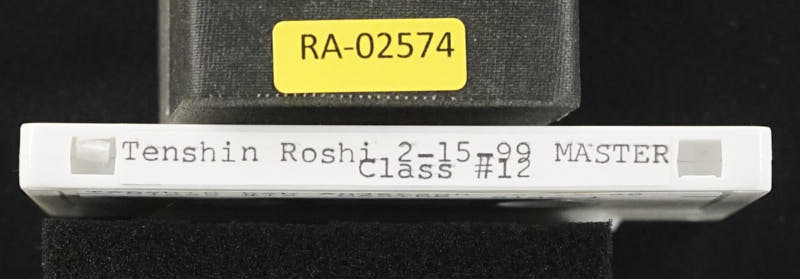 RA-02574
Tenshin Roshi 2-15-99 MASTER
Class #12